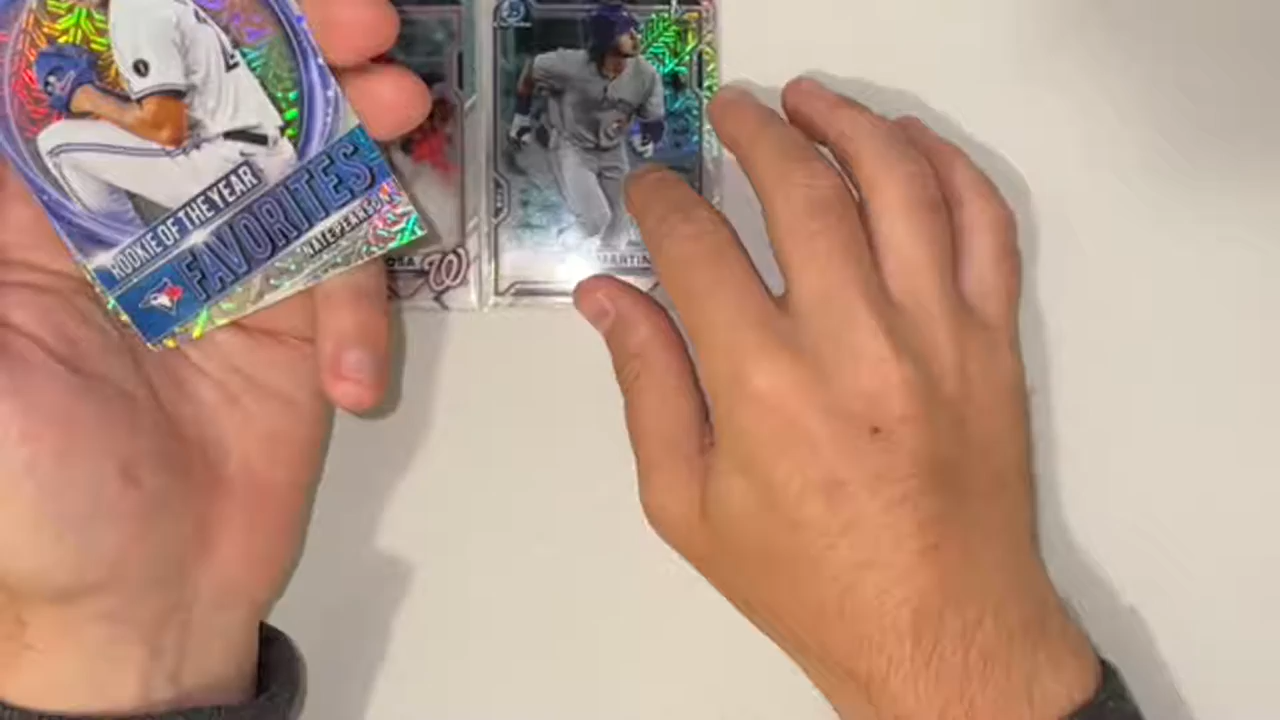 ROOKIE OF THE YEAR
FAVORITES
NATE PEARSON
W
MARTIN